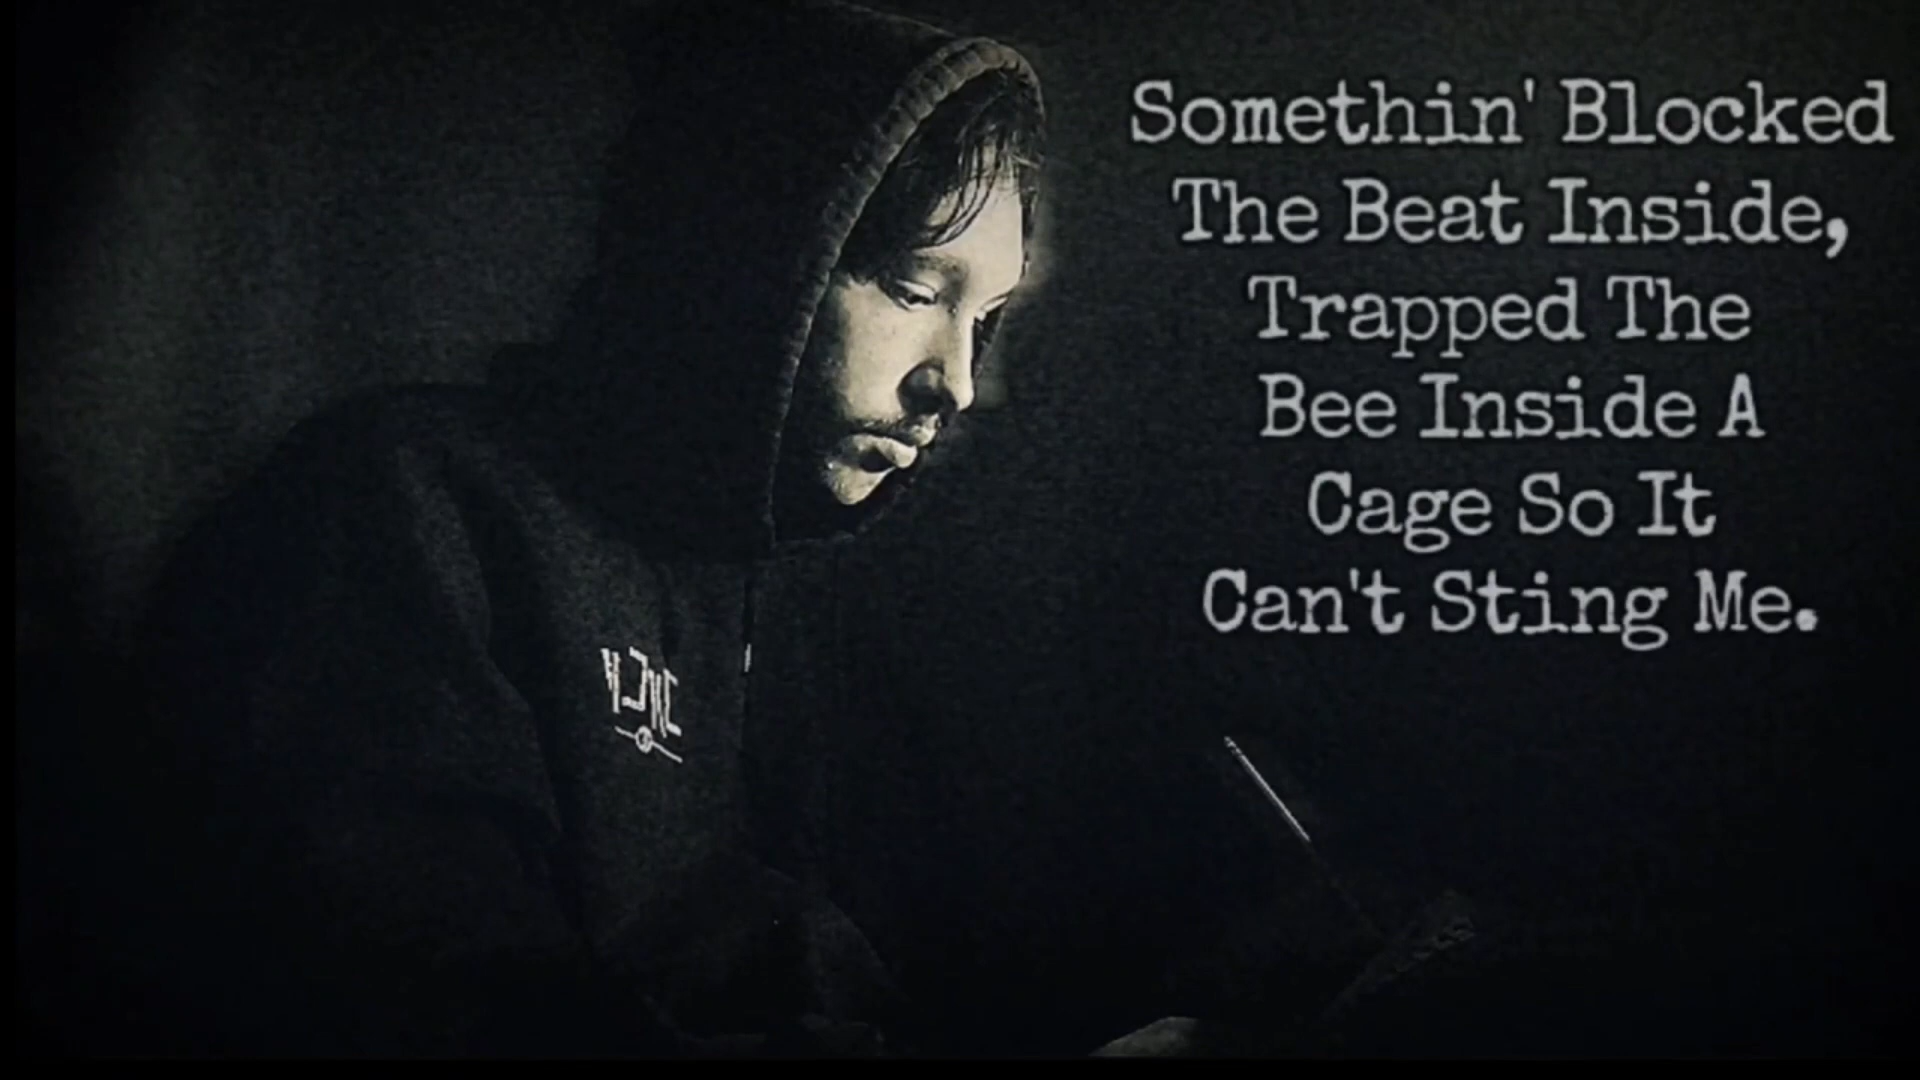 Somethin' Blocked
The Beat Inside,
Trapped The
Bee Inside A
Cage So It
Can't Sting Me.